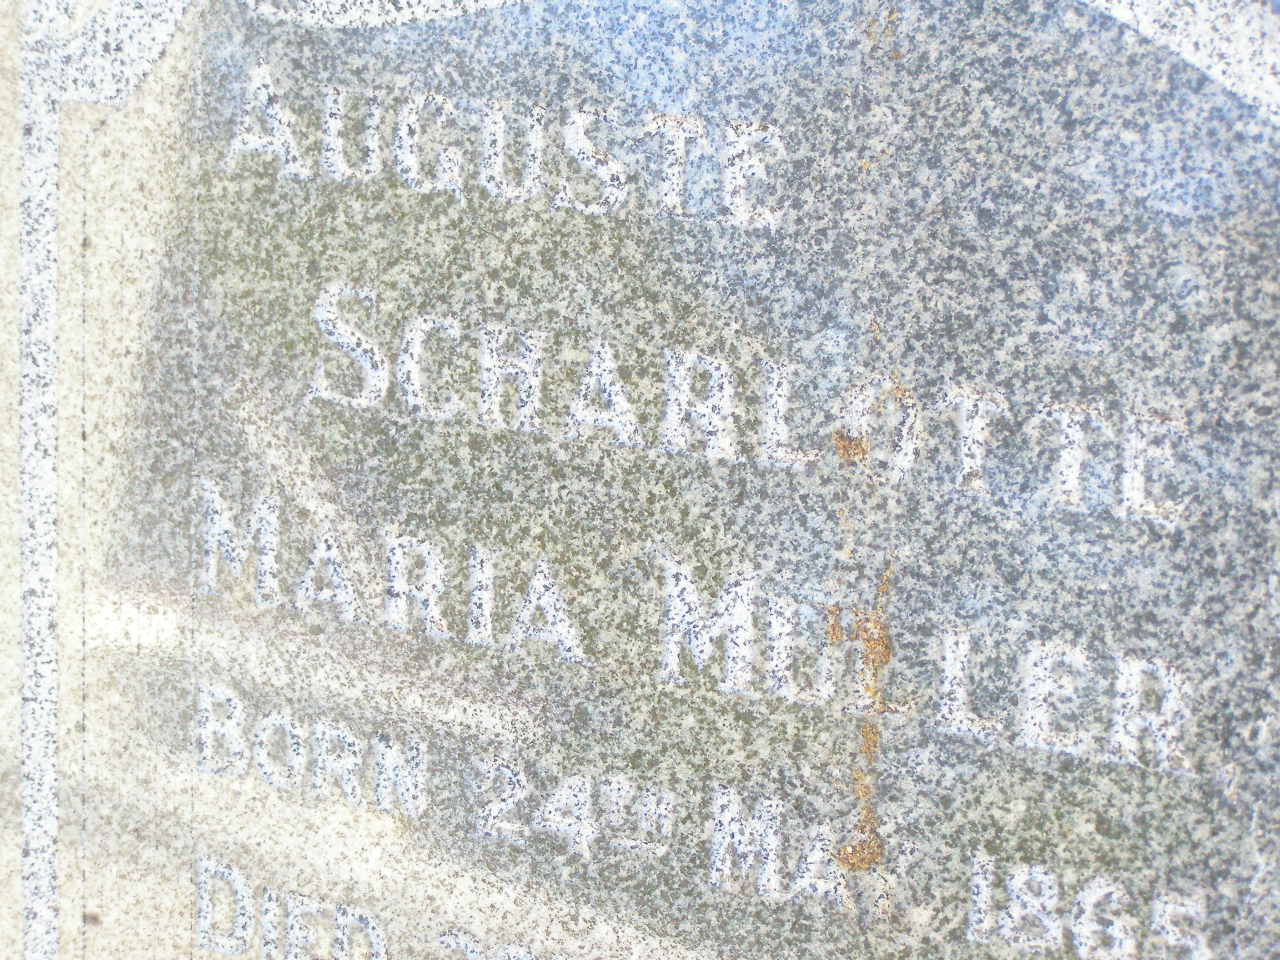 AUGUSTE
SCHARLOTTE
MARIA MULLER
BORN 24TH MAY 1865
DIED